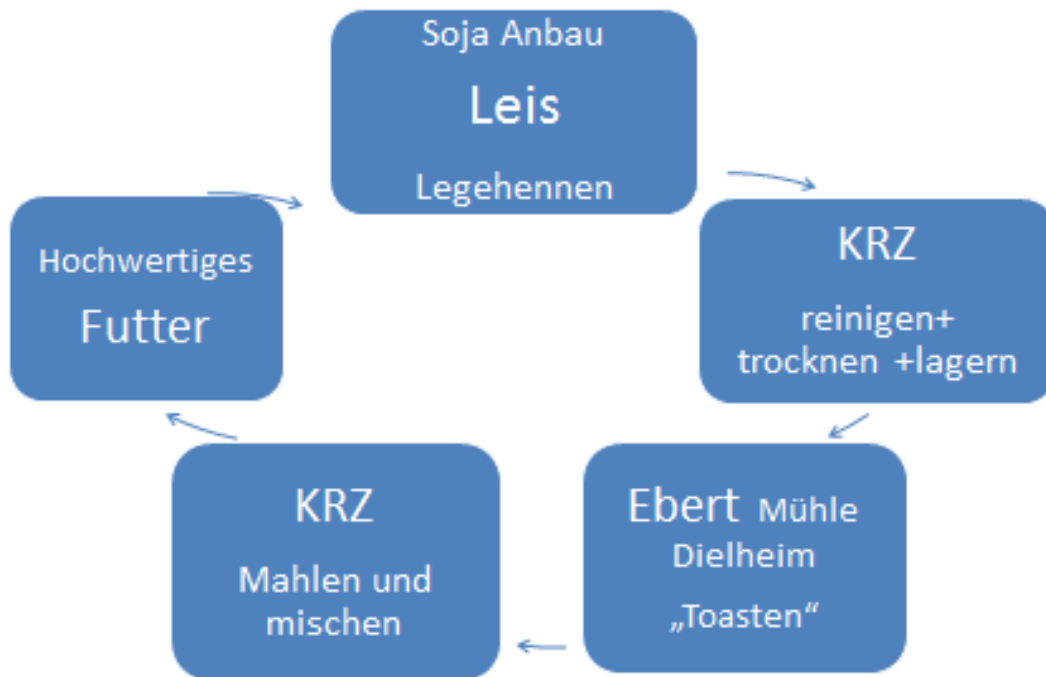 Soja Anbau
Leis
Legehennen
KRZ
reinigen+
trocknen +lagern
Ebert Mühle
Dielheim
„Toasten“
KRZ
Mahlen und
mischen
Hochwertiges
Futter